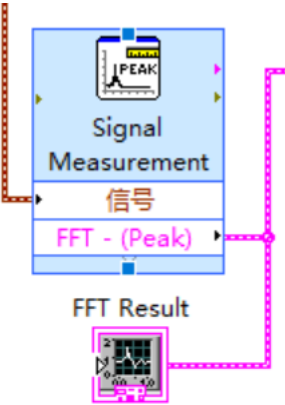 PEAK
Signal
Measurement
信号
FFT - (Peak)
FFT Result